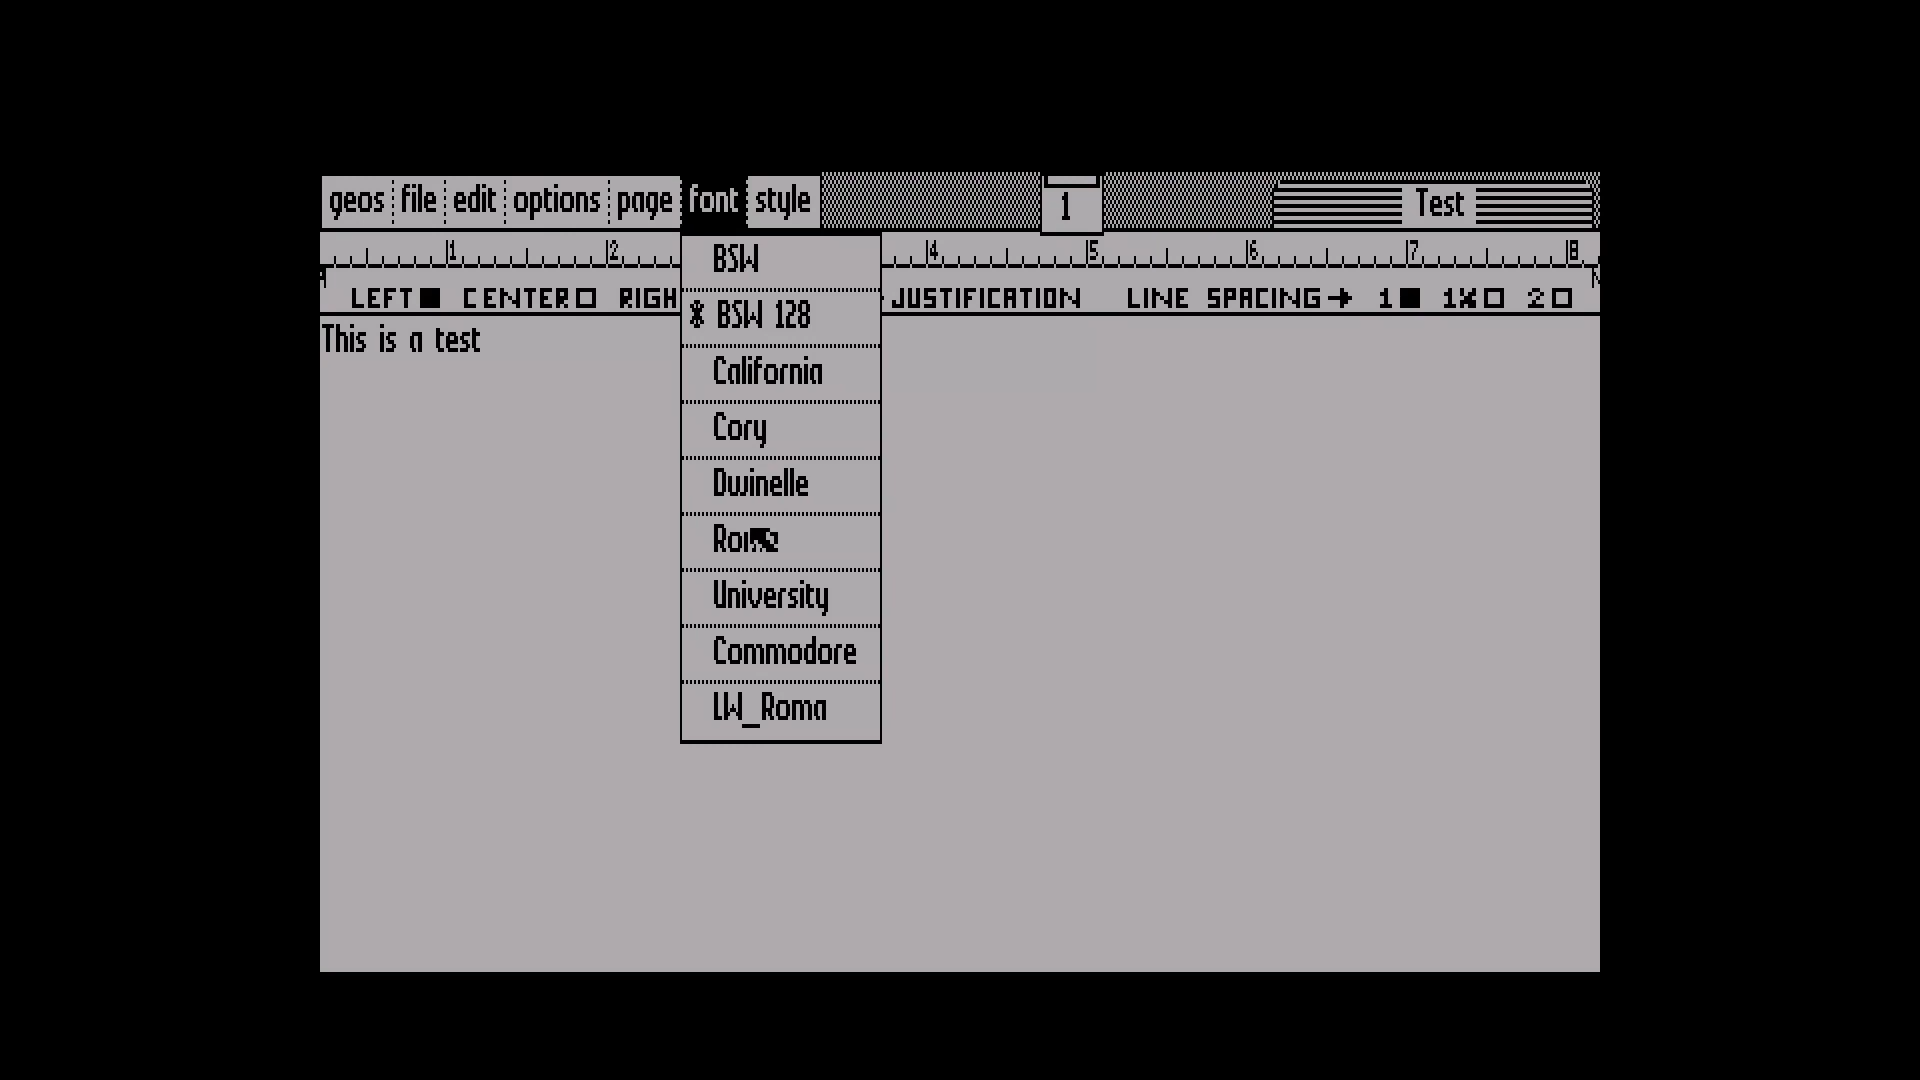 geos file edit options page font style 1 Test
1 2 4 5 6 7 8
LEFT CENTER RIGH JUSTIFICATION LINE SPACING→ 1 1½ 2
This is a test
BSW
* BSW 128
California
Cory
Dwinelle
University
Commodore
LW_Roma